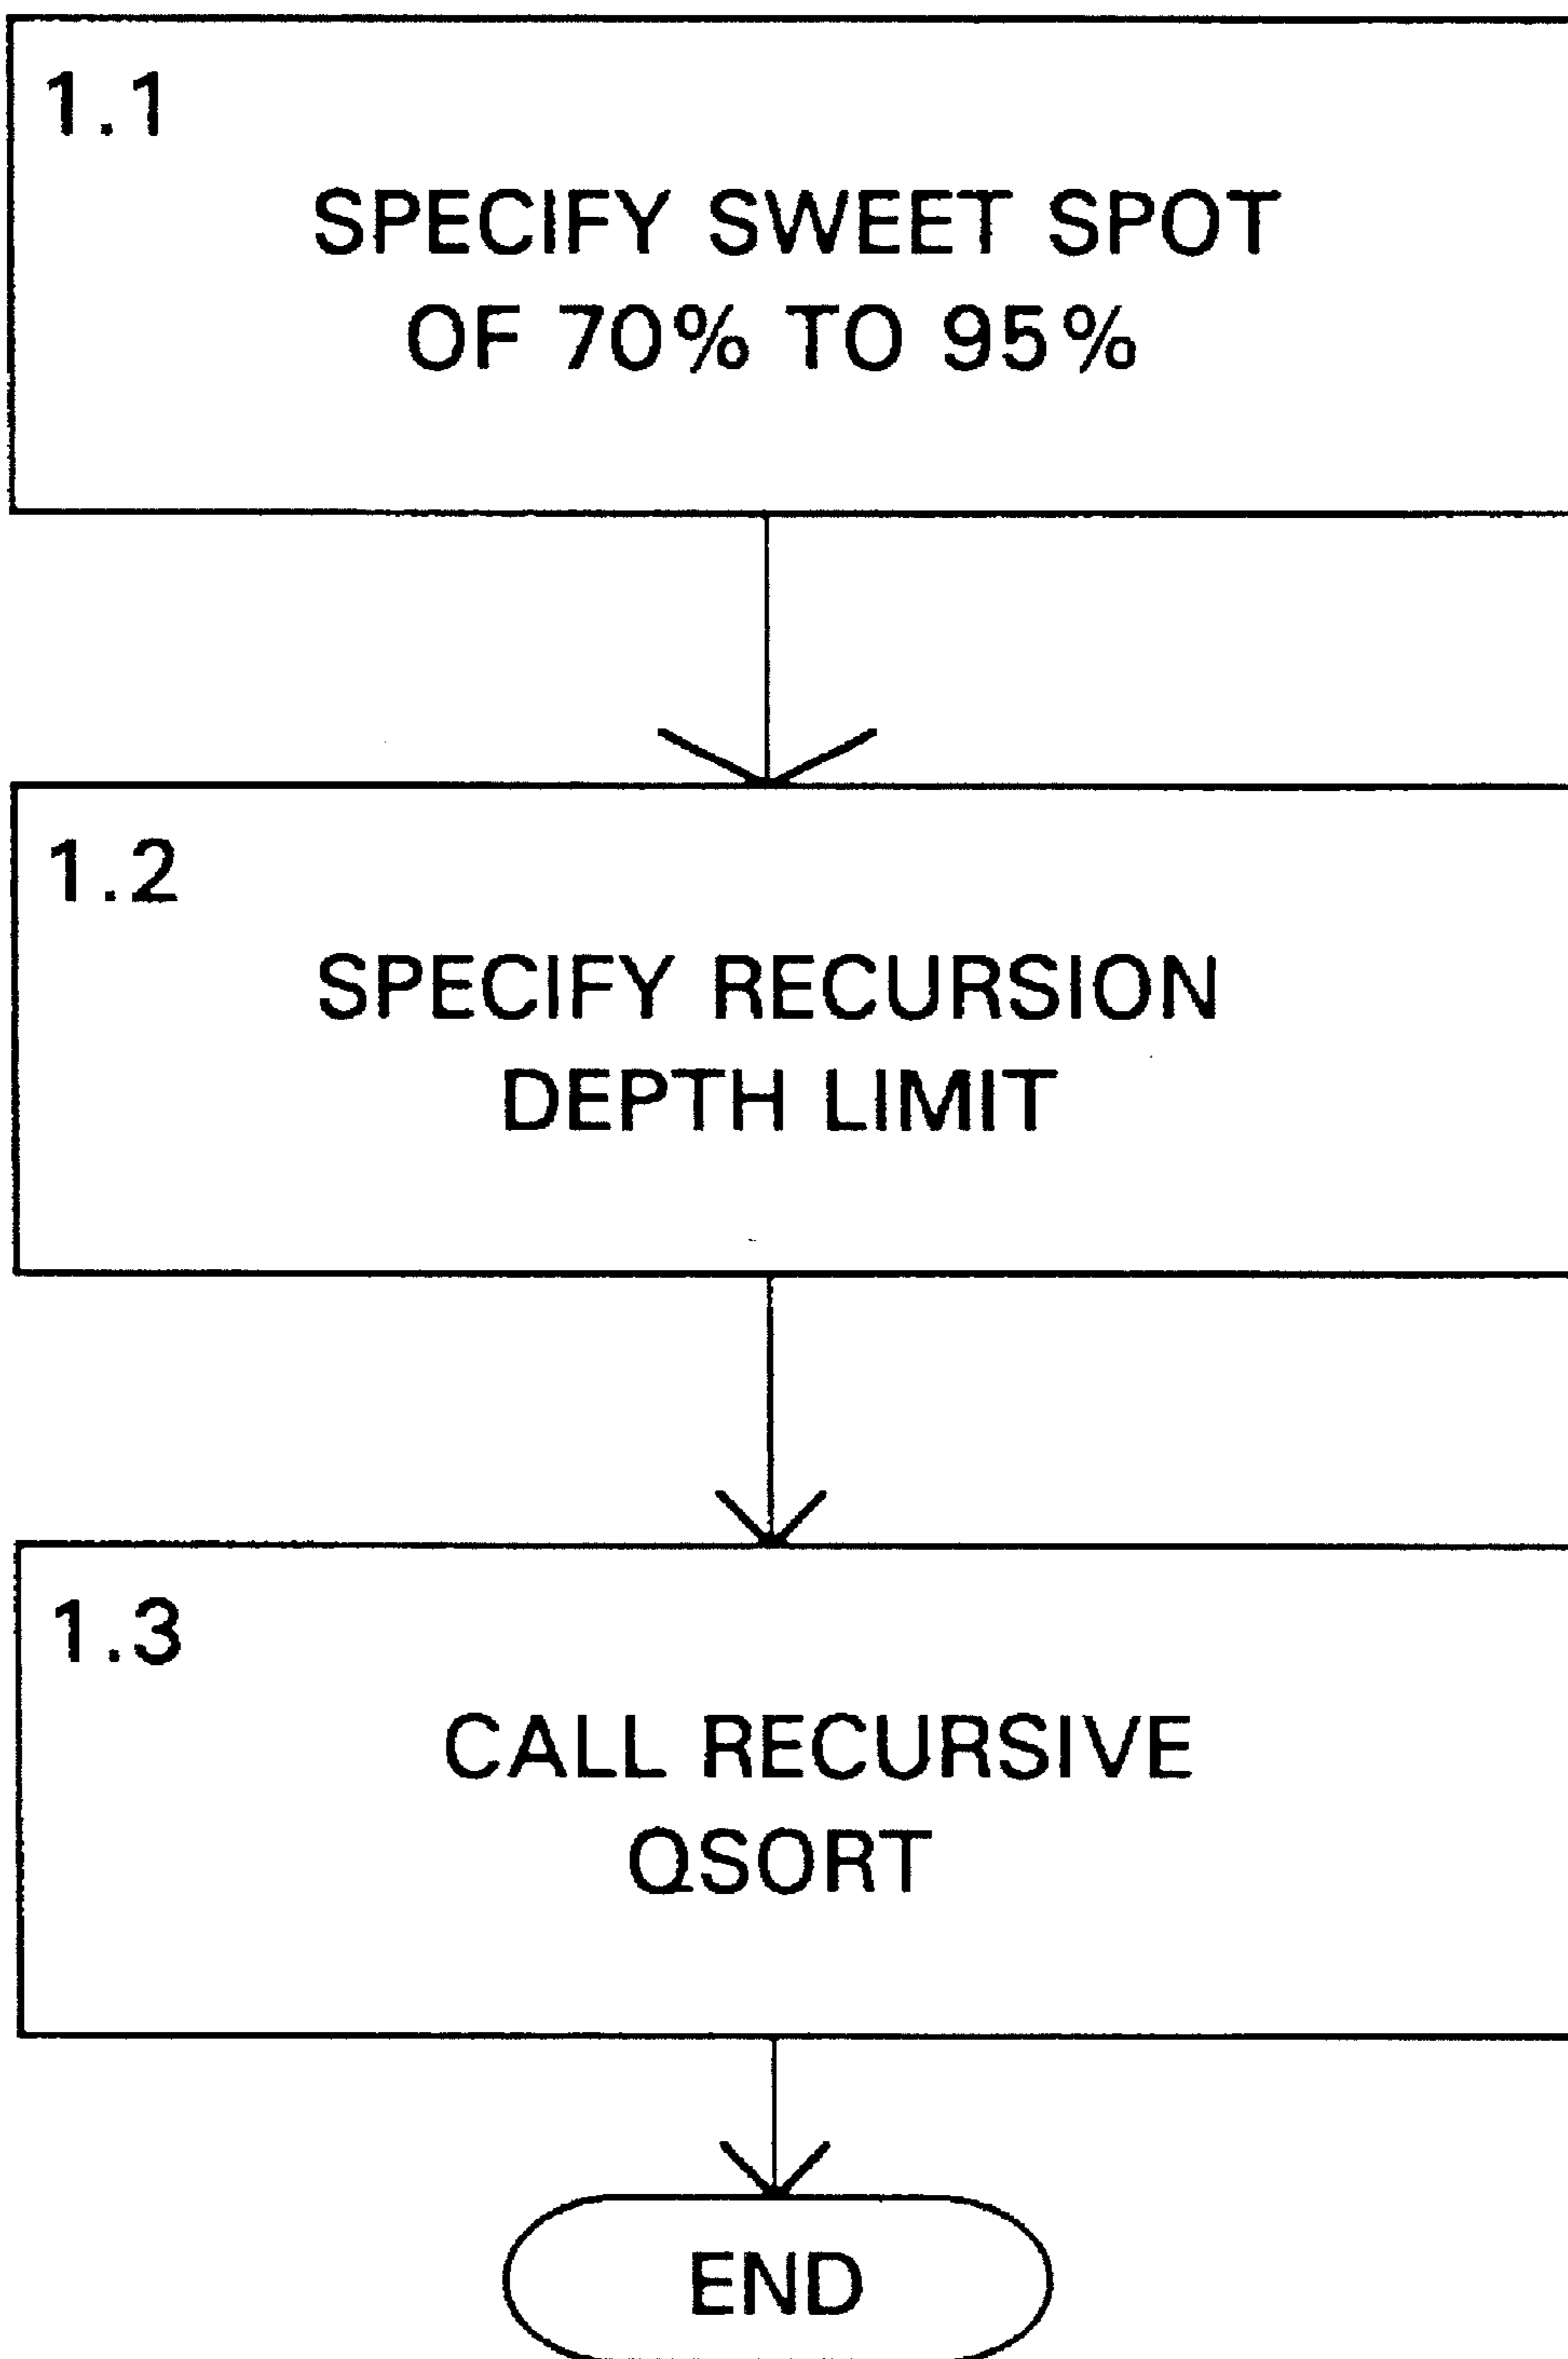 1.1
SPECIFY SWEET SPOT
OF 70% TO 95%
1.2
SPECIFY RECURSION
DEPTH LIMIT
1.3
CALL RECURSIVE
QSORT
END